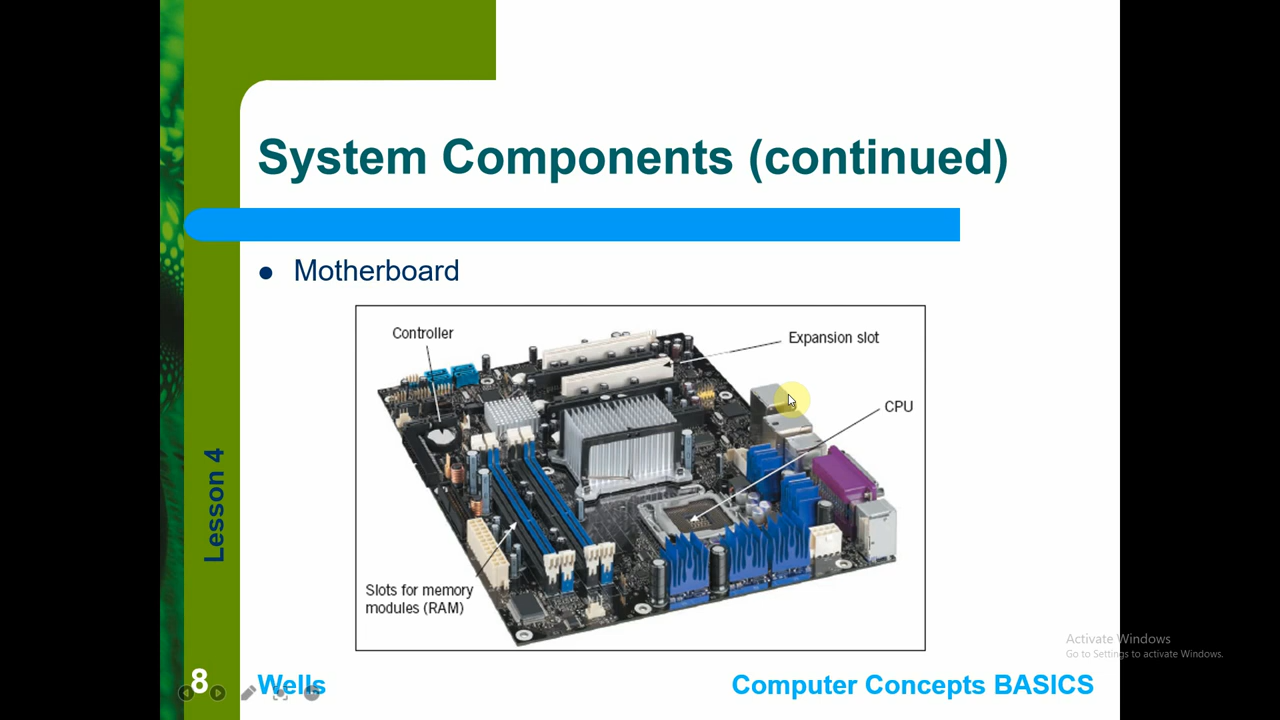 System Components (continued)
Motherboard
Controller
Expansion slot
CPU
Slots for memory
modules (RAM)
Lesson 4
Activate Windows
Go to Settings to activate Windows.
8
Wells
Computer Concepts BASICS